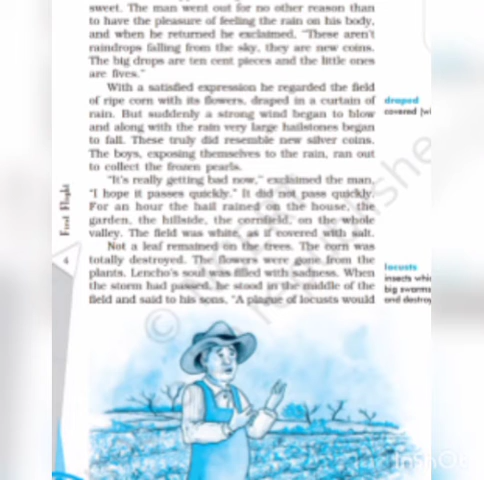 sweet. The man went out for no other reason than
to have the pleasure of feeling the rain on his body,
and when he returned he exclaimed, "These aren't
raindrops falling from the sky, they are new coins.
The big drops are ten cent pieces and the little ones
are fives."
With a satisfied expression he regarded the field
of ripe corn with its flowers, draped in a curtain of
rain. But suddenly a strong wind began to blow
and along with the rain very large hailstones began
to fall. These truly did resemble new silver coins.
The boys, exposing themselves to the rain, ran out
to collect the frozen pearls.
"It's really getting bad now," exclaimed the man.
"I hope it passes quickly." It did not pass quickly.
For an hour the hail rained on the house, the
garden, the hillside, the cornfield, on the whole
valley. The field was white, as if covered with salt.
Not a leaf remained on the trees. The corn was
totally destroyed. The flowers were gone from the
plants. Lencho's soul was filled with sadness. When
the storm had passed, he stood in the middle of the
field and said to his sons, "A plague of locusts would
draped
covered (wi
locusts
insects whic
big swarms
and destroy
First Flight
4